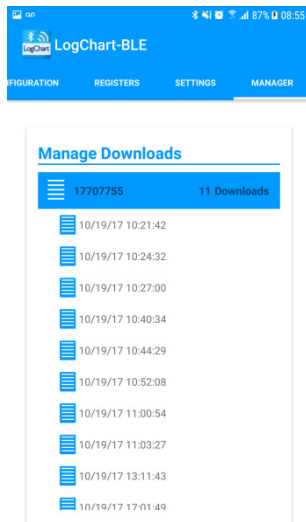 87% 08:55
LogChart LogChart-BLE
NFIGURATION REGISTERS SETTINGS MANAGER
Manage Downloads
17707755 11 Downloads
10/19/17 10:21:42
10/19/17 10:24:32
10/19/17 10:27:00
10/19/17 10:40:34
10/19/17 10:44:29
10/19/17 10:52:08
10/19/17 11:00:54
10/19/17 11:03:27
10/19/17 13:11:43
10/19/17 17:01:49